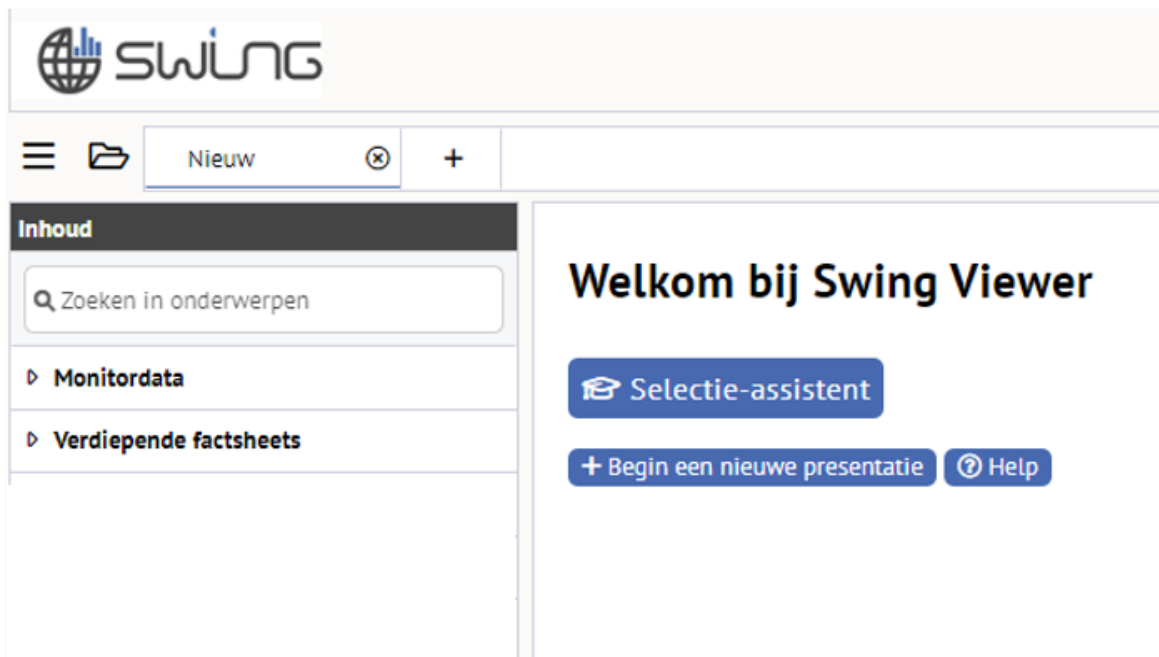 swing
Nieuw
Inhoud
Zoeken in onderwerpen
Monitordata
Verdiepende factsheets
Welkom bij Swing Viewer
Selectie-assistent
+ Begin een nieuwe presentatie
Help